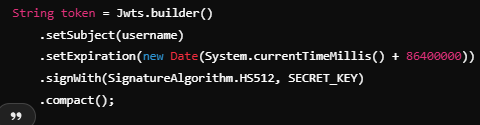 String token = Jwts.builder()
.setSubject(username)
.setExpiration(new Date(System.currentTimeMillis() + 86400000))
.signWith(SignatureAlgorithm.HS512, SECRET_KEY)
.compact();